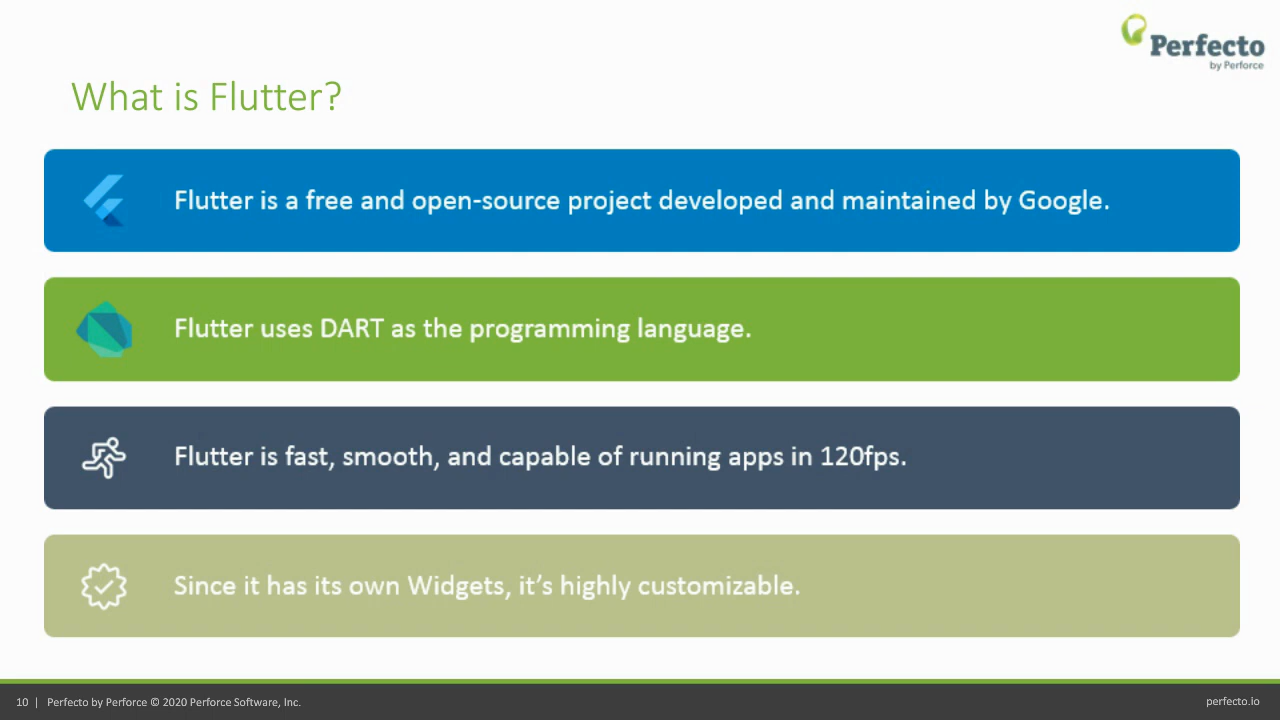 Perfecto
by Perforce
What is Flutter?
Flutter is a free and open-source project developed and maintained by Google.
Flutter uses DART as the programming language.
Flutter is fast, smooth, and capable of running apps in 120fps.
Since it has its own Widgets, it’s highly customizable.
10 | Perfecto by Perforce © 2020 Perforce Software, Inc.
perfecto.io